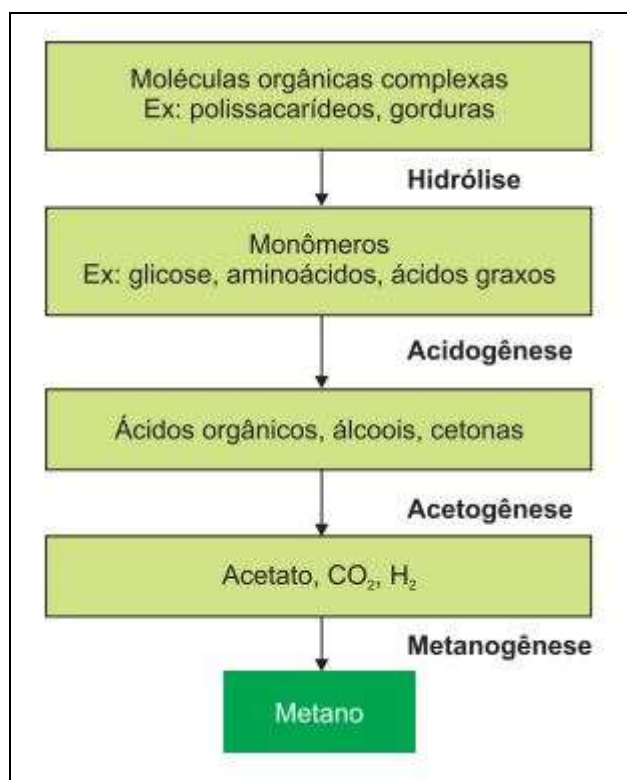 Moléculas orgânicas complexas
Ex: polissacarídeos, gorduras
Hidrólise
Monômeros
Ex: glicose, aminoácidos, ácidos graxos
Acidogênese
Ácidos orgânicos, álcoois, cetonas
Acetogênese
Acetato, CO₂, H₂
Metanogênese
Metano